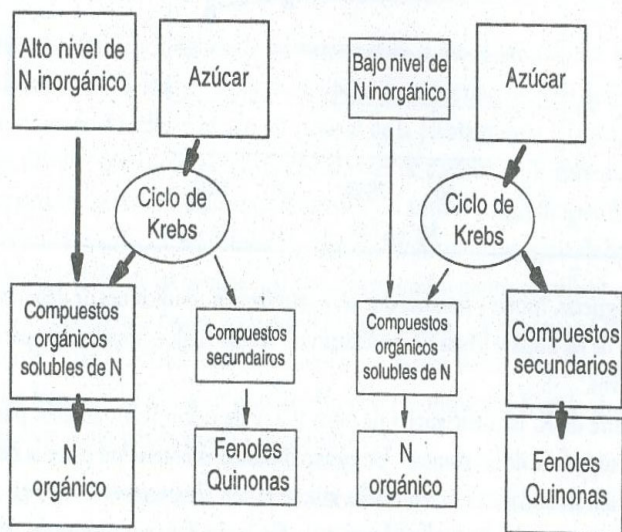 Alto nivel de
N inorgánico
Azúcar
Ciclo de
Krebs
Compuestos
orgánicos
solubles de N
Compuestos
secundairos
N
orgánico
Fenoles
Quinonas
Bajo nivel de
N inorgánico
Azúcar
Ciclo de
Krebs
Compuestos
orgánicos
solubles de N
Compuestos
secundarios
N
orgánico
Fenoles
Quinonas